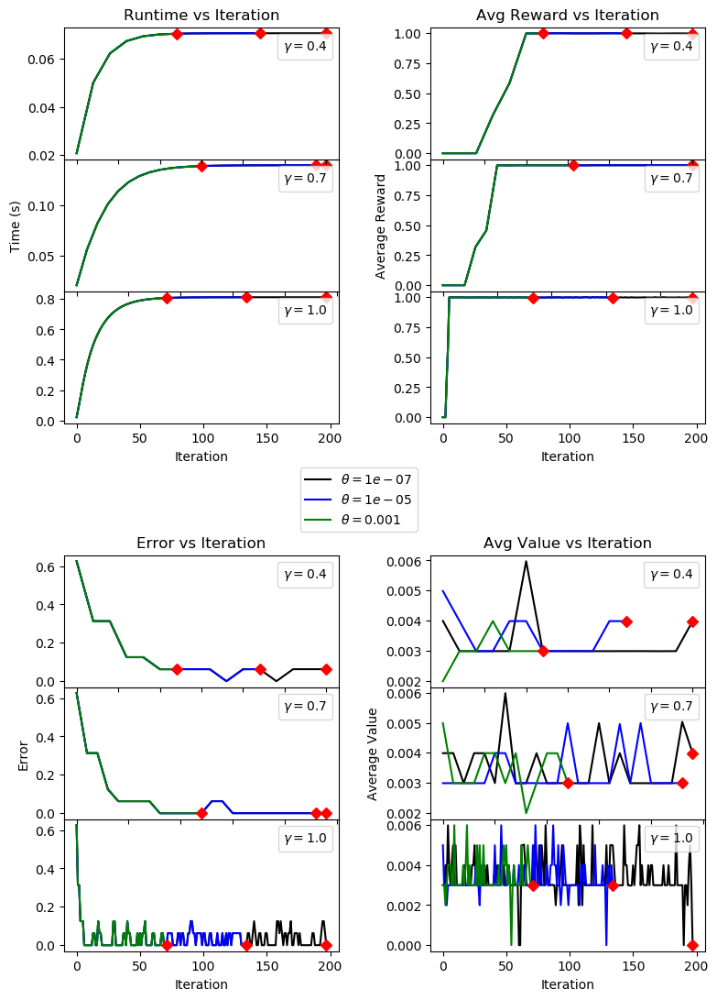 Runtime vs Iteration
γ = 0.4
0.06
0.04
0.02
γ = 0.7
0.10
0.05
Time (s)
γ = 1.0
0.8
0.6
0.4
0.2
0.0
0 50 100 150 200
Iteration
Avg Reward vs Iteration
γ = 0.4
1.00
0.75
0.50
0.25
0.00
γ = 0.7
1.00
0.75
0.50
0.25
0.00
Average Reward
γ = 1.0
1.00
0.75
0.50
0.25
0.00
0 50 100 150 200
Iteration
θ = 1e − 07
θ = 1e − 05
θ = 0.001
Error vs Iteration
γ = 0.4
0.6
0.4
0.2
0.0
γ = 0.7
0.6
0.4
0.2
0.0
Error
γ = 1.0
0.6
0.4
0.2
0.0
0 50 100 150 200
Iteration
Avg Value vs Iteration
γ = 0.4
0.006
0.005
0.004
0.003
0.002
γ = 0.7
0.006
0.005
0.004
0.003
0.002
Average Value
γ = 1.0
0.006
0.004
0.002
0.000
0 50 100 150 200
Iteration